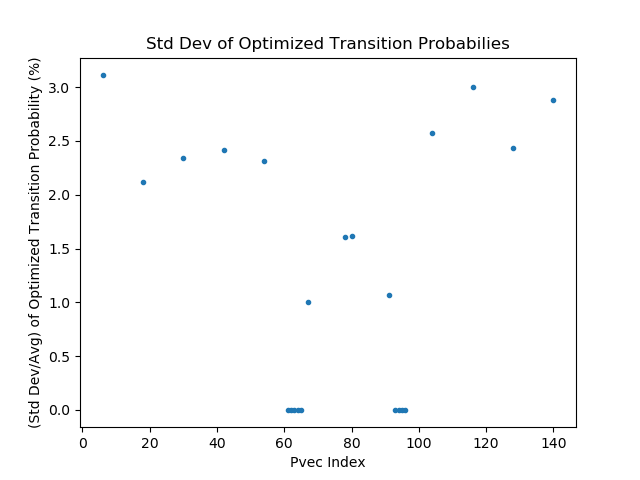 Std Dev of Optimized Transition Probabilies
(Std Dev/Avg) of Optimized Transition Probability (%)
3.0
2.5
2.0
1.5
1.0
0.5
0.0
0 20 40 60 80 100 120 140
Pvec Index